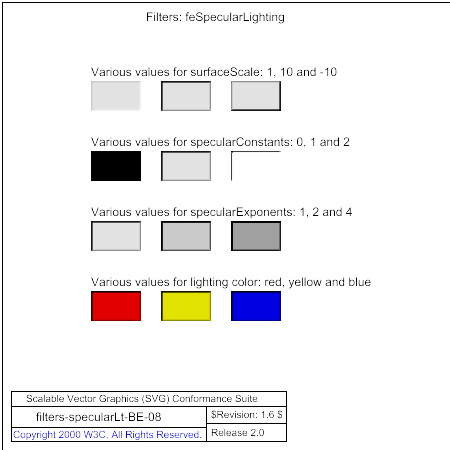 Filters: feSpecularLighting
Various values for surfaceScale: 1, 10 and -10
Various values for specularConstants: 0, 1 and 2
Various values for specularExponents: 1, 2 and 4
Various values for lighting color: red, yellow and blue
Scalable Vector Graphics (SVG) Conformance Suite
filters-specularLt-BE-08
$Revision: 1.6 $
Copyright 2000 W3C. All Rights Reserved.
Release 2.0